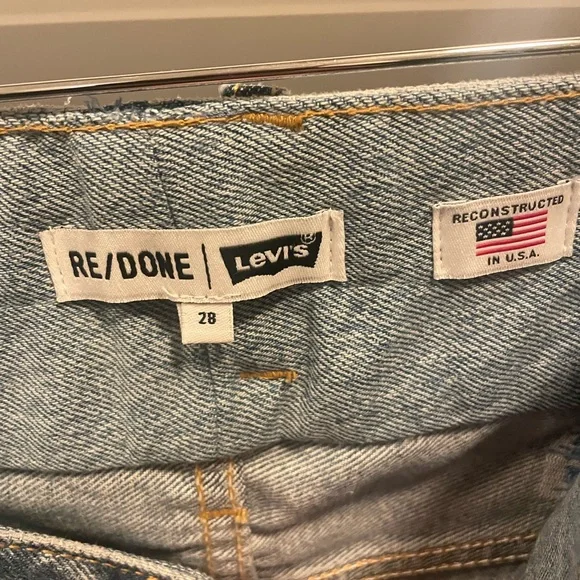 RE/DONE | LEVI'S®
28
RECONSTRUCTED
IN U.S.A.